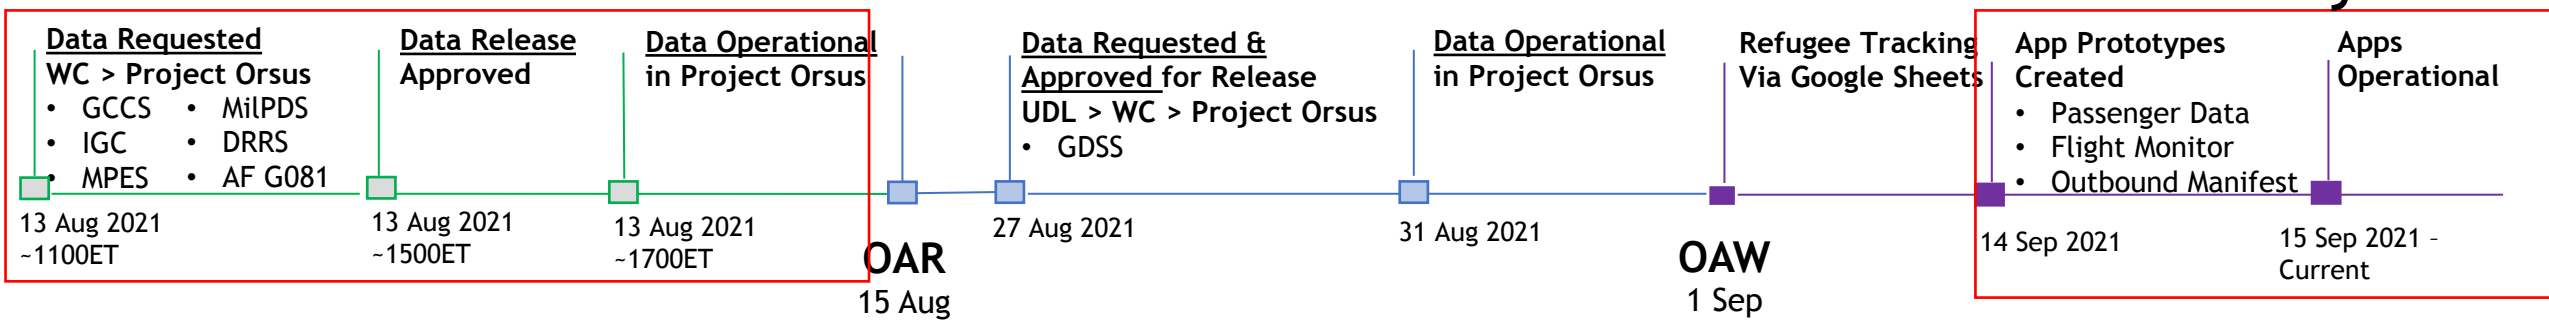 Data Requested
WC > Project Orsus
• GCCS • MilPDS
• IGC • DRRS
• MPES • AF G081
13 Aug 2021
~1100ET
Data Release
Approved
13 Aug 2021
~1500ET
Data Operational
in Project Orsus
13 Aug 2021
~1700ET
OAR
15 Aug
Data Requested &
Approved for Release
UDL > WC > Project Orsus
• GDSS
27 Aug 2021
Data Operational
in Project Orsus
31 Aug 2021
Refugee Tracking
Via Google Sheets
OAW
1 Sep
App Prototypes
Created
• Passenger Data
• Flight Monitor
• Outbound Manifest
14 Sep 2021
Apps
Operational
15 Sep 2021 –
Current